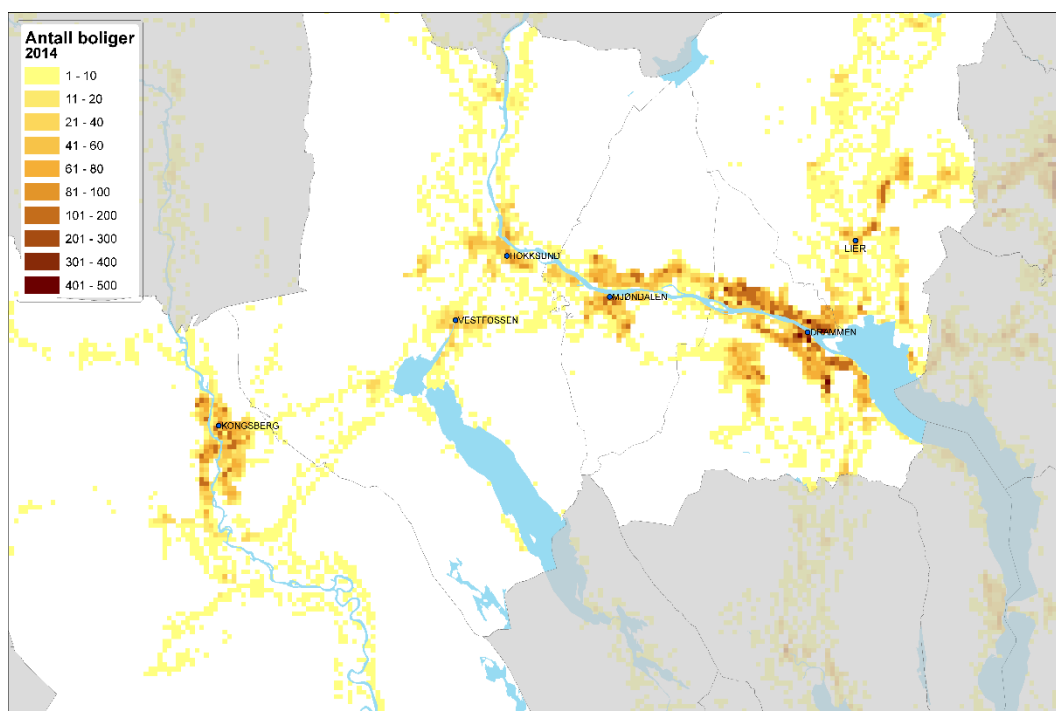 Antall boliger
2014
1 - 10
11 - 20
21 - 40
41 - 60
61 - 80
81 - 100
101 - 200
201 - 300
301 - 400
401 - 500
LIER
HOKKSUND
MJØNDALEN
VESTFOSSEN
DRAMMEN
KONGSBERG